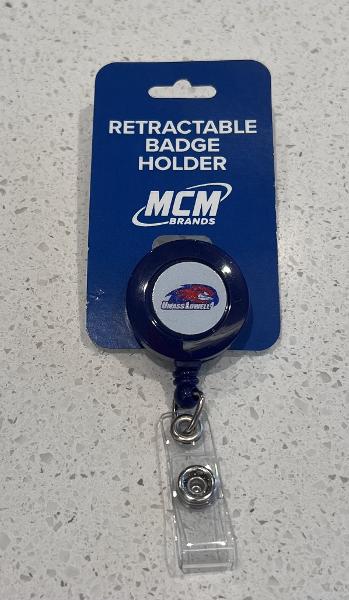 RETRACTABLE
BADGE
HOLDER
MCM
BRANDS
UMASS LOWELL